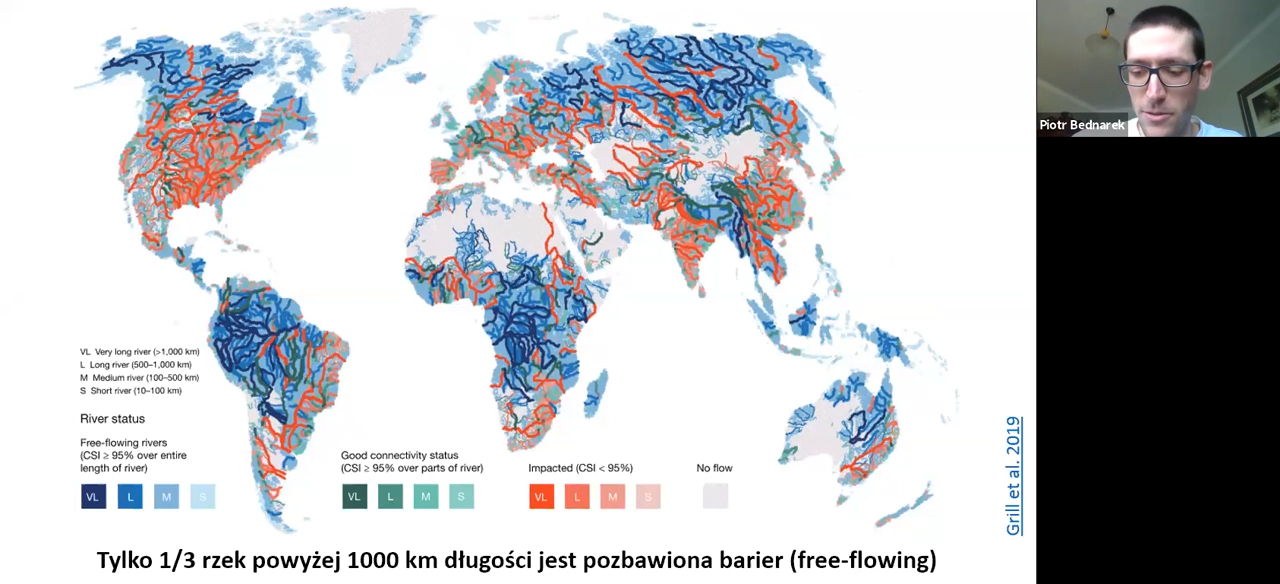 Piotr Bednarek
VL Very long river (>1,000 km)
L Long river (500–1,000 km)
M Medium river (100–500 km)
S Short river (10–100 km)
River status
Free-flowing rivers
(CSI ≥ 95% over entire
length of river)
VL L M S
Good connectivity status
(CSI ≥ 95% over parts of river)
VL L M S
Impacted (CSI < 95%)
VL L M S
No flow
Grill et al. 2019
Tylko 1/3 rzek powyżej 1000 km długości jest pozbawiona barier (free-flowing)